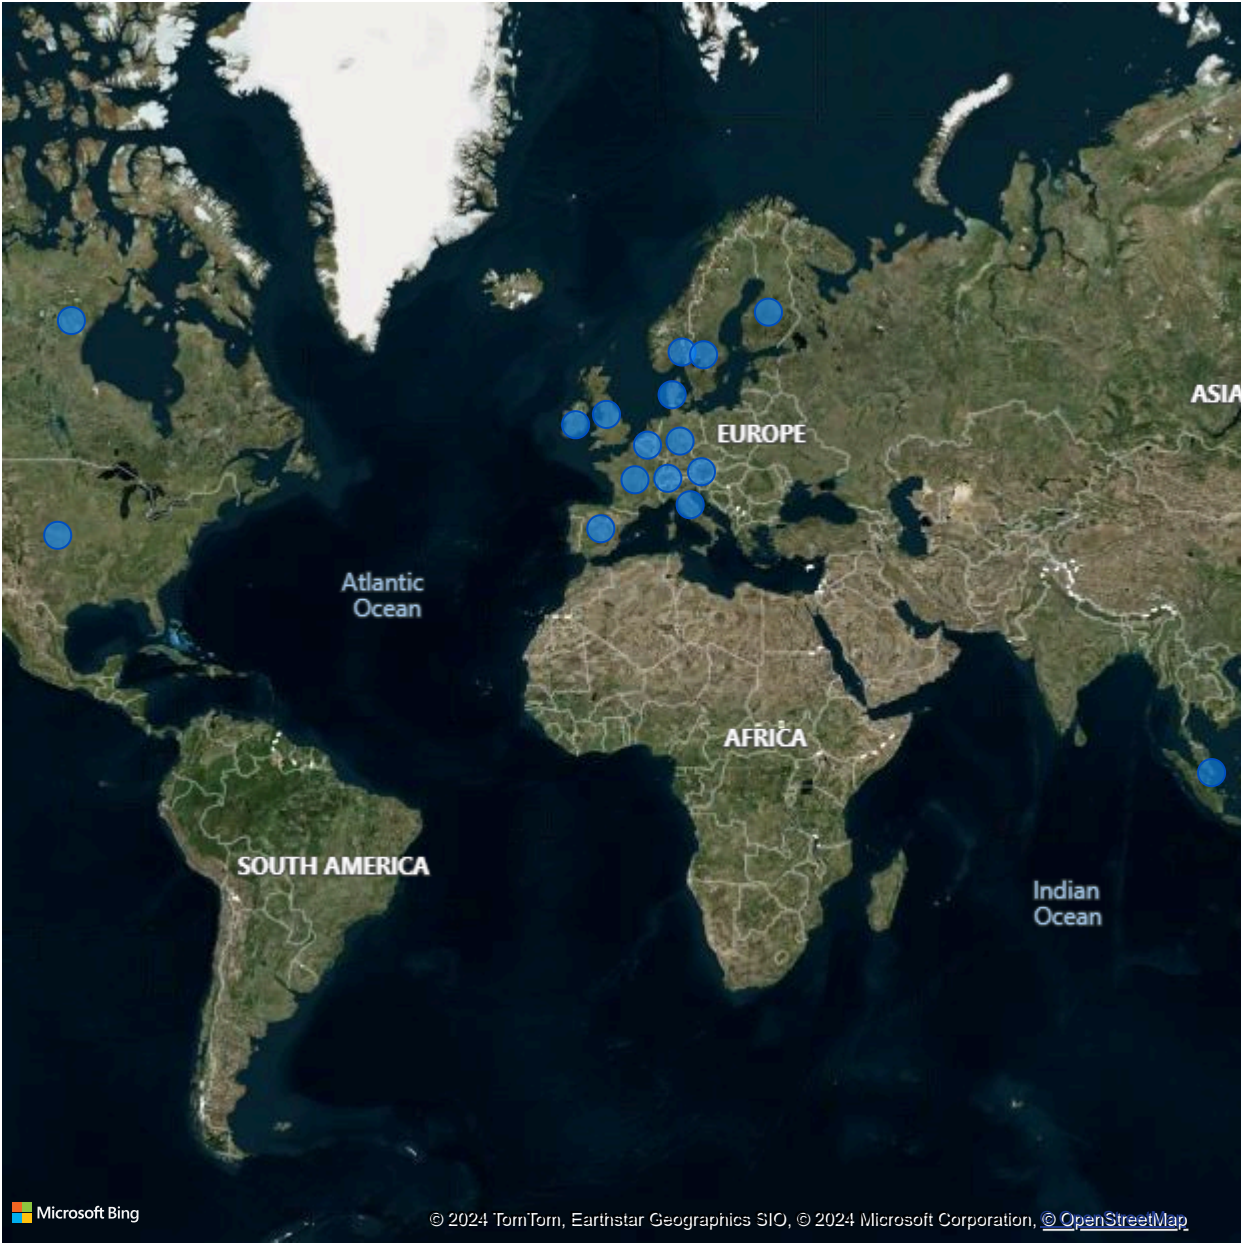 ASIA
EUROPE
Atlantic
Ocean
AFRICA
SOUTH AMERICA
Indian
Ocean
Microsoft Bing
© 2024 TomTom, Earthstar Geographics SIO, © 2024 Microsoft Corporation, © OpenStreetMap